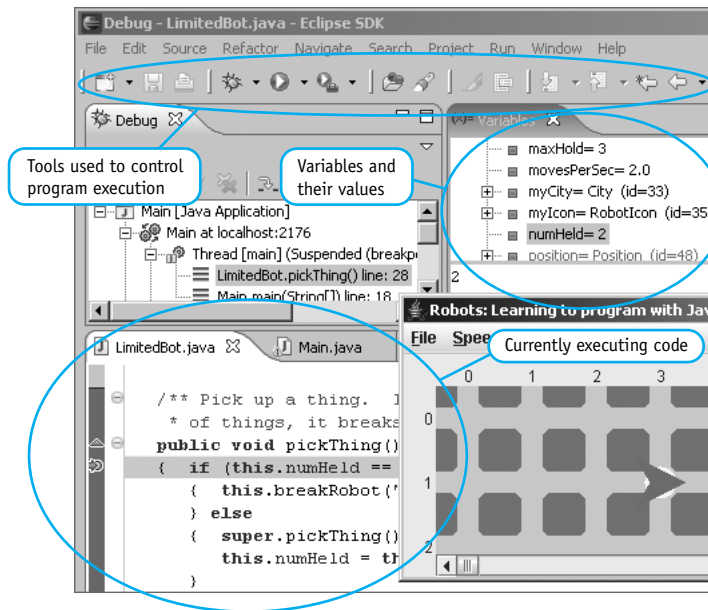 Debug - LimitedBot.java - Eclipse SDK
File Edit Source Refactor Navigate Search Project Run Window Help
Debug
(x)= Variables
Tools used to control
program execution
Variables and
their values
maxHold= 3
movesPerSec= 2.0
myCity= City (id=33)
myIcon= RobotIcon (id=35
numHeld= 2
position= Position (id=48)
2
Main [Java Application]
Main at localhost:2176
Thread [main] (Suspended (breakp
LimitedBot.pickThing() line: 28
Main.main(String[]) line: 18
Robots: Learning to program with Jav
File Spee
Currently executing code
0 1 2 3
0
1
2
LimitedBot.java Main.java
/** Pick up a thing.
* of things, it breaks
public void pickThing()
{ if (this.numHeld ==
{ this.breakRobot("
} else
{ super.pickThing()
this.numHeld = th
}